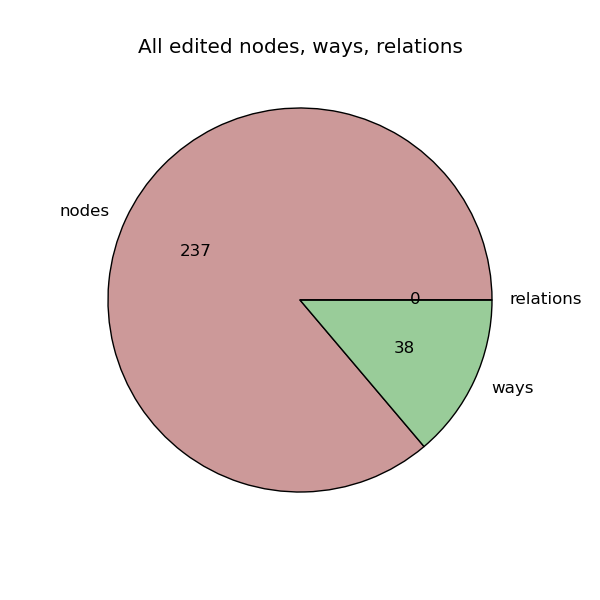 All edited nodes, ways, relations
nodes
237
0
relations
38
ways